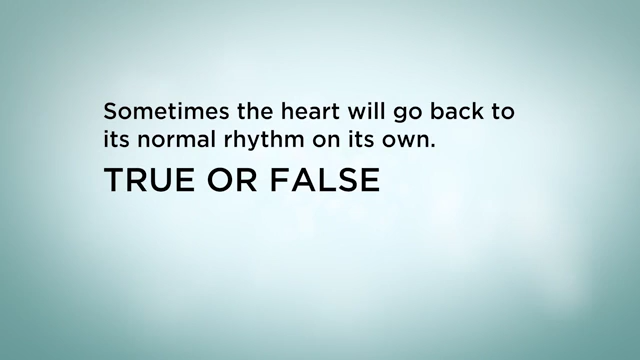 Sometimes the heart will go back to
its normal rhythm on its own.
TRUE OR FALSE